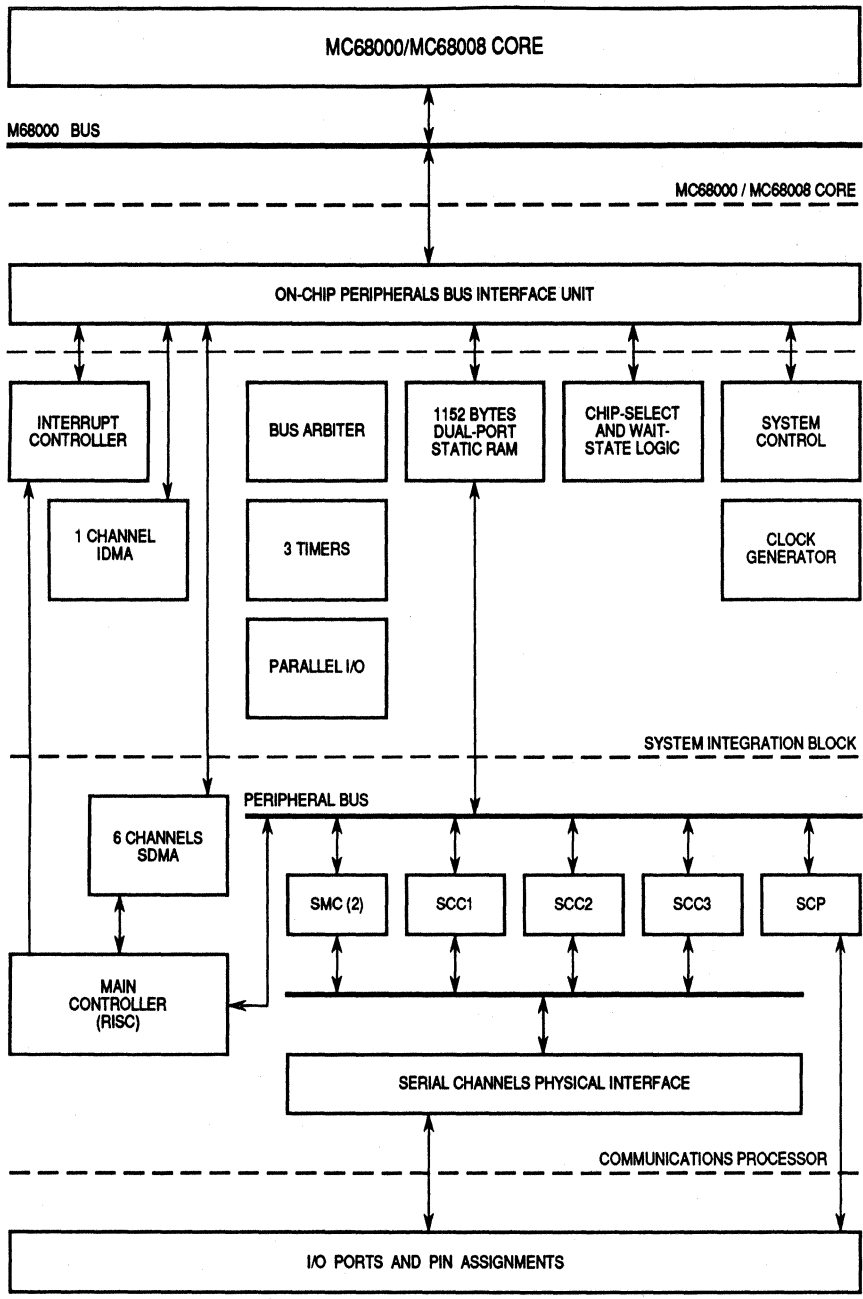 MC68000/MC68008 CORE
M68000 BUS
MC68000 / MC68008 CORE
ON-CHIP PERIPHERALS BUS INTERFACE UNIT
INTERRUPT
CONTROLLER
BUS ARBITER
1152 BYTES
DUAL-PORT
STATIC RAM
CHIP-SELECT
AND WAIT-
STATE LOGIC
SYSTEM
CONTROL
1 CHANNEL
IDMA
3 TIMERS
CLOCK
GENERATOR
PARALLEL I/O
SYSTEM INTEGRATION BLOCK
6 CHANNELS
SDMA
PERIPHERAL BUS
SMC (2)
SCC1
SCC2
SCC3
SCP
MAIN
CONTROLLER
(RISC)
SERIAL CHANNELS PHYSICAL INTERFACE
COMMUNICATIONS PROCESSOR
I/O PORTS AND PIN ASSIGNMENTS